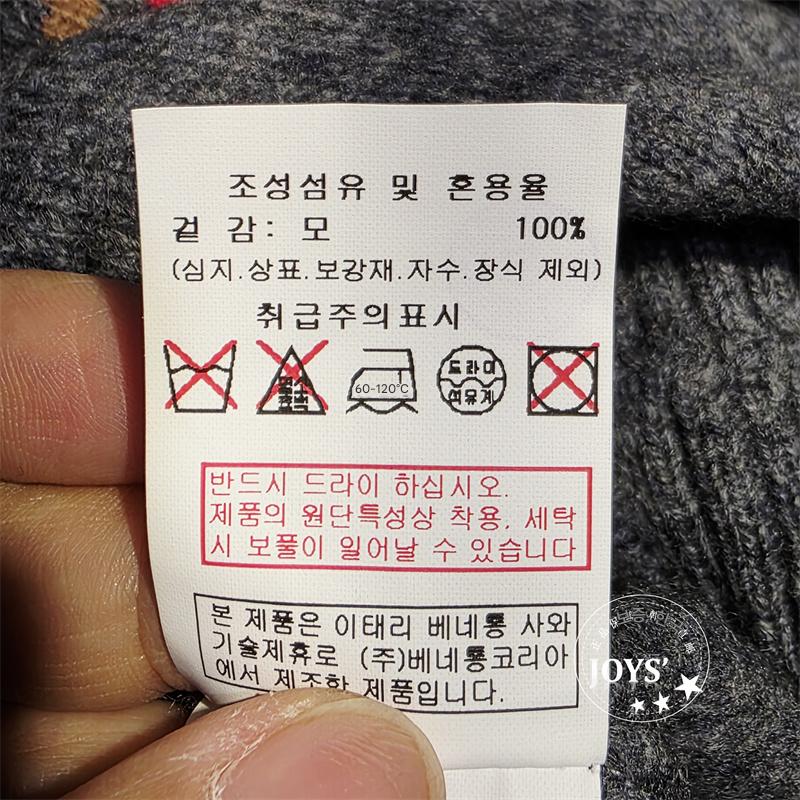 조성섬유 및 혼용율
겉 감: 모 100%
(심지.상표.보강재.자수.장식 제외)
취급주의표시
염소
표백
60-120℃
드라이
석유계
반드시 드라이 하십시오.
제품의 원단특성상 착용, 세탁
시 보풀이 일어날 수 있습니다
본 제품은 이태리 베네통 사와
기술제휴로 (주)베네통코리아
에서 제조한 제품입니다.
JOYS'